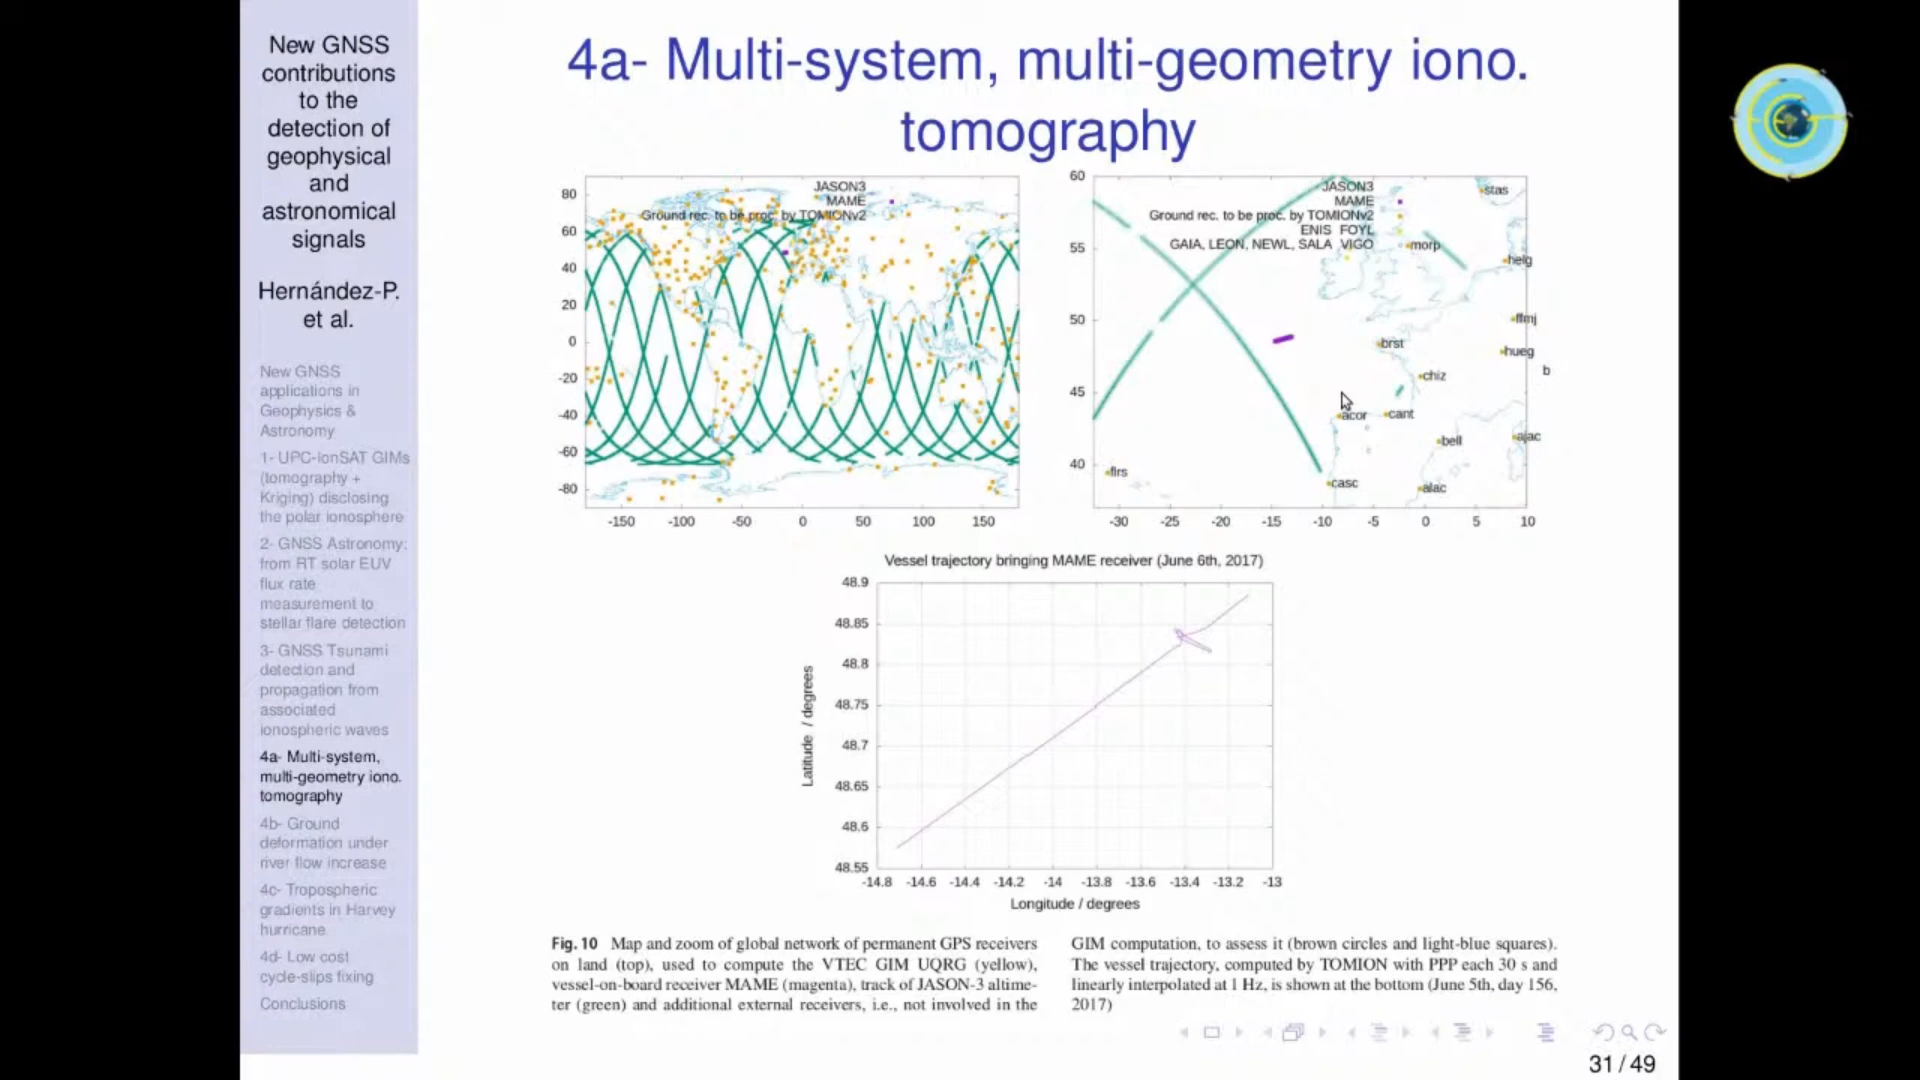 New GNSS
contributions
to the
detection of
geophysical
and
astronomical
signals
Hernández-P.
et al.
New GNSS
applications in
Geophysics &
Astronomy
1- UPC-IonSAT GIMs
(tomography +
Kriging) disclosing
the polar ionosphere
2- GNSS Astronomy:
from RT solar EUV
flux rate
measurement to
stellar flare detection
3- GNSS Tsunami
detection and
propagation from
associated
ionospheric waves
4a- Multi-system,
multi-geometry iono.
tomography
4b- Ground
deformation under
river flow increase
4c- Tropospheric
gradients in Harvey
hurricane
4d- Low cost
cycle-slips fixing
Conclusions
4a- Multi-system, multi-geometry iono.
tomography
JASON3
MAME
Ground rec. to be proc. by TOMIONv2
80
60
40
20
0
-20
-40
-60
-80
-150 -100 -50 0 50 100 150
JASON3
MAME
Ground rec. to be proc. by TOMIONv2
ENIS FOYL
GAIA, LEON, NEWL, SALA VIGO
60
55
50
45
40
stas
morp
helg
ffmj
brst
hueg
b
chiz
acor
cant
bell
ajac
flrs
casc
alac
-30 -25 -20 -15 -10 -5 0 5 10
Vessel trajectory bringing MAME receiver (June 6th, 2017)
48.9
48.85
48.8
48.75
48.7
48.65
48.6
48.55
Latitude / degrees
-14.8 -14.6 -14.4 -14.2 -14 -13.8 -13.6 -13.4 -13.2 -13
Longitude / degrees
Fig. 10 Map and zoom of global network of permanent GPS receivers
on land (top), used to compute the VTEC GIM UQRG (yellow),
vessel-on-board receiver MAME (magenta), track of JASON-3 altime-
ter (green) and additional external receivers, i.e., not involved in the
GIM computation, to assess it (brown circles and light-blue squares).
The vessel trajectory, computed by TOMION with PPP each 30 s and
linearly interpolated at 1 Hz, is shown at the bottom (June 5th, day 156,
2017)
31 / 49